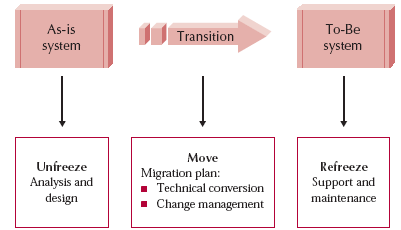 As-is
system
Transition
To-Be
system
Unfreeze
Analysis and
design
Move
Migration plan:
Technical conversion
Change management
Refreeze
Support and
maintenance